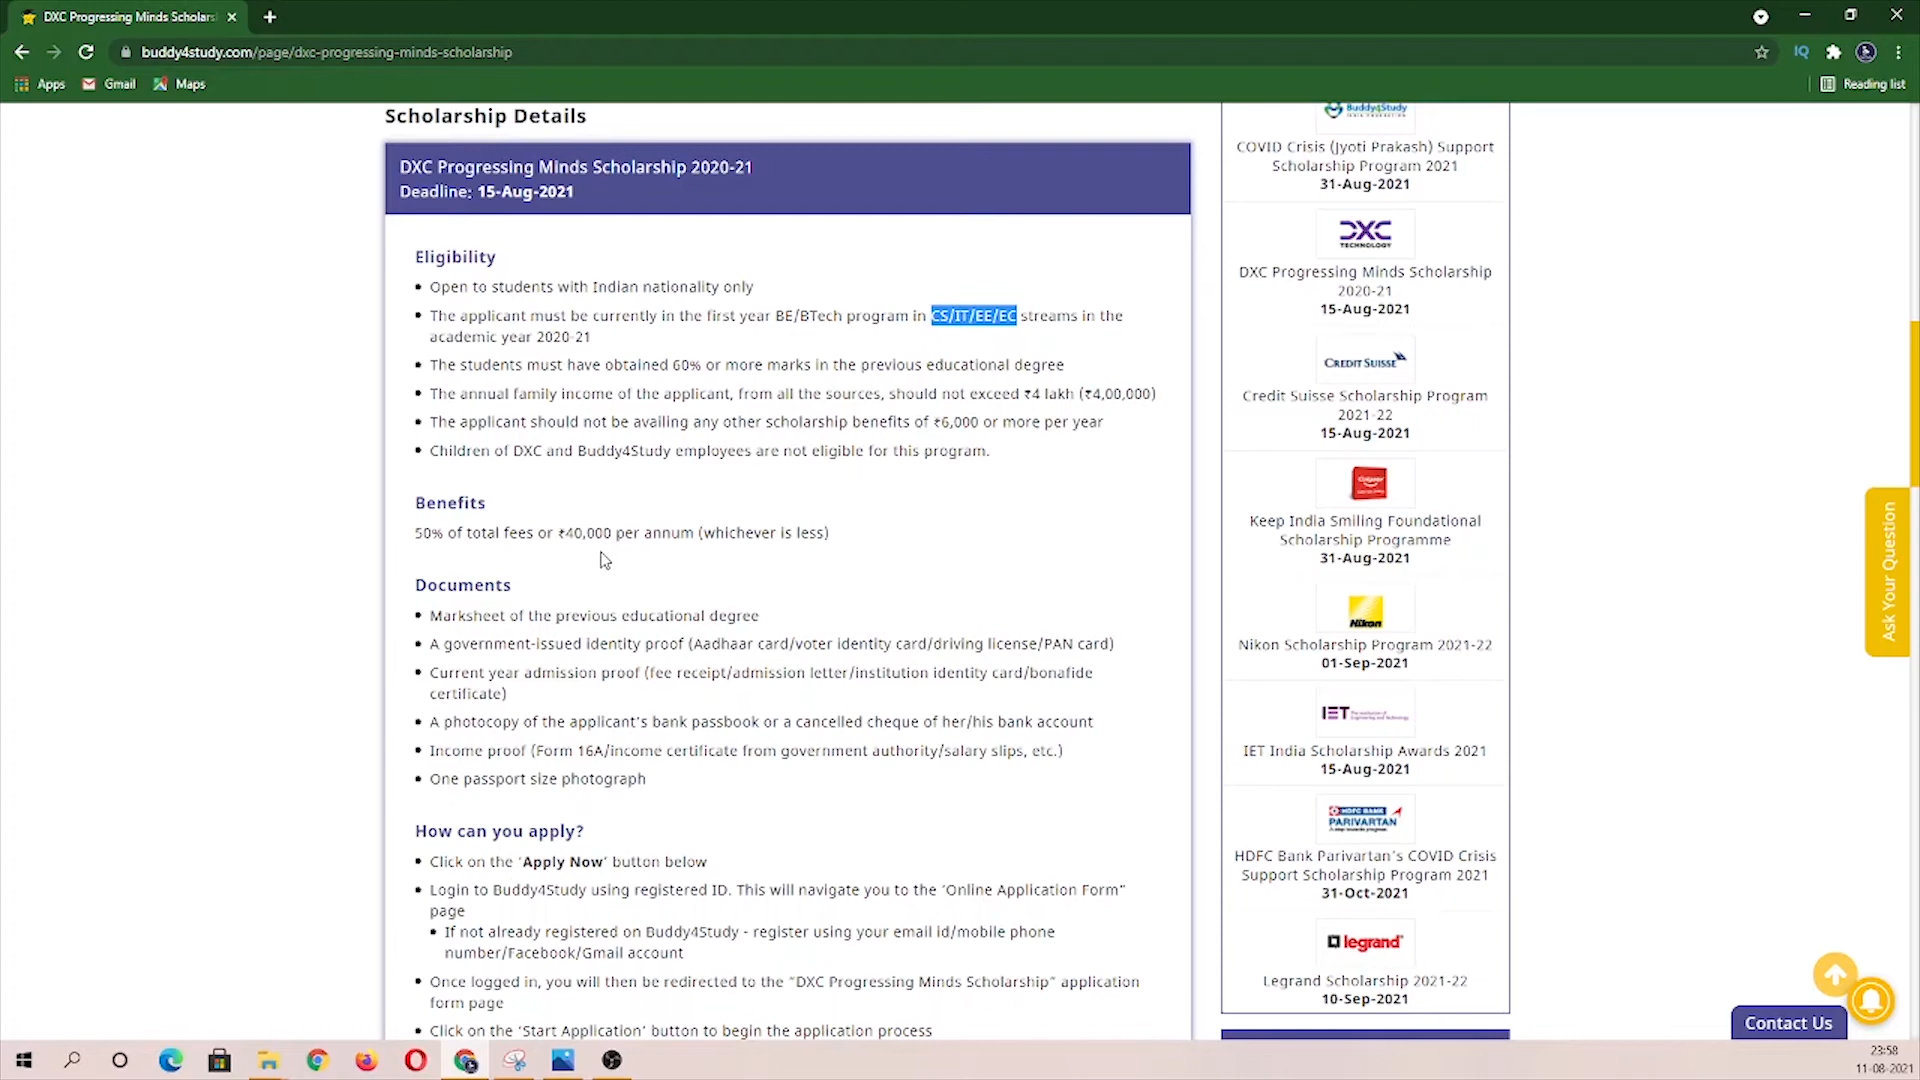 DXC Progressing Minds Scholars
buddy4study.com/page/dxc-progressing-minds-scholarship
IQ
Apps
Gmail
Maps
Reading list
Scholarship Details
DXC Progressing Minds Scholarship 2020-21
Deadline: 15-Aug-2021
Eligibility
• Open to students with Indian nationality only
• The applicant must be currently in the first year BE/BTech program in CS/IT/EE/EC streams in the
academic year 2020-21
• The students must have obtained 60% or more marks in the previous educational degree
• The annual family income of the applicant, from all the sources, should not exceed ₹4 lakh (₹4,00,000)
• The applicant should not be availing any other scholarship benefits of ₹6,000 or more per year
• Children of DXC and Buddy4Study employees are not eligible for this program.
Benefits
50% of total fees or ₹40,000 per annum (whichever is less)
Documents
• Marksheet of the previous educational degree
• A government-issued identity proof (Aadhaar card/voter identity card/driving license/PAN card)
• Current year admission proof (fee receipt/admission letter/institution identity card/bonafide
certificate)
• A photocopy of the applicant's bank passbook or a cancelled cheque of her/his bank account
• Income proof (Form 16A/income certificate from government authority/salary slips, etc.)
• One passport size photograph
How can you apply?
• Click on the 'Apply Now' button below
• Login to Buddy4Study using registered ID. This will navigate you to the 'Online Application Form"
page
• If not already registered on Buddy4Study - register using your email id/mobile phone
number/Facebook/Gmail account
• Once logged in, you will then be redirected to the "DXC Progressing Minds Scholarship" application
form page
• Click on the 'Start Application' button to begin the application process
Buddy4Study
COVID Crisis (Jyoti Prakash) Support
Scholarship Program 2021
31-Aug-2021
DXC
TECHNOLOGY
DXC Progressing Minds Scholarship
2020-21
15-Aug-2021
CREDIT SUISSE
Credit Suisse Scholarship Program
2021-22
15-Aug-2021
Colgate
Keep India Smiling Foundational
Scholarship Programme
31-Aug-2021
Nikon
Nikon Scholarship Program 2021-22
01-Sep-2021
IET
IET India Scholarship Awards 2021
15-Aug-2021
HDFC BANK
PARIVARTAN
HDFC Bank Parivartan's COVID Crisis
Support Scholarship Program 2021
31-Oct-2021
legrand
Legrand Scholarship 2021-22
10-Sep-2021
Ask Your Question
Contact Us
23:58
11-08-2021